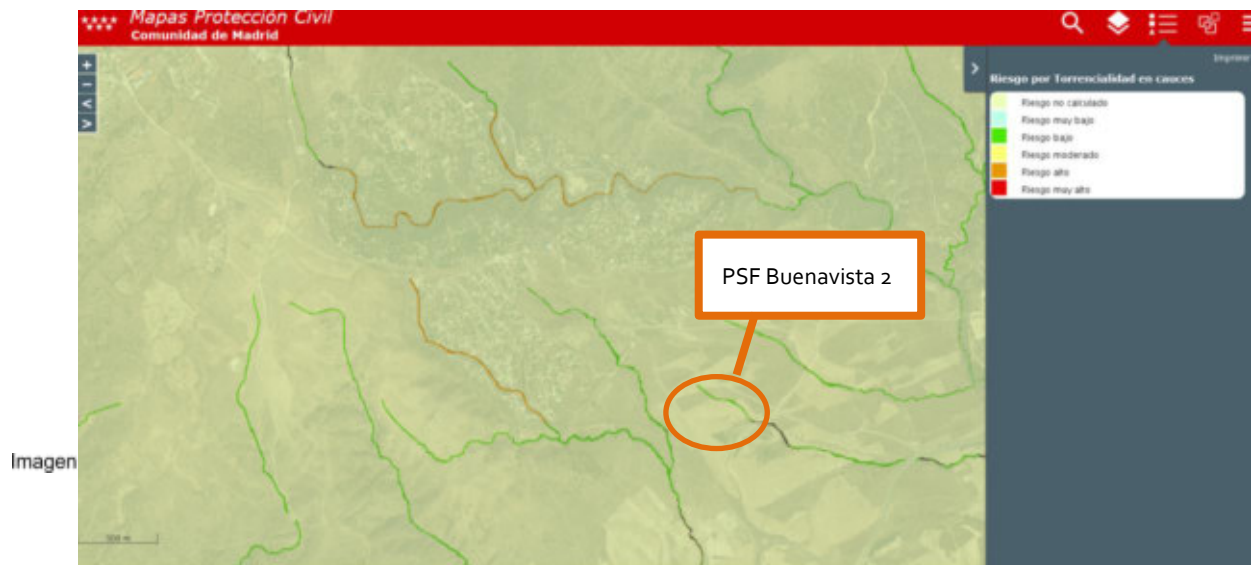 Mapas Protección Civil
Comunidad de Madrid
Imprimir
Riesgo por Torrencialidad en cauces
Riesgo no calculado
Riesgo muy bajo
Riesgo bajo
Riesgo moderado
Riesgo alto
Riesgo muy alto
PSF Buenavista 2
Imagen